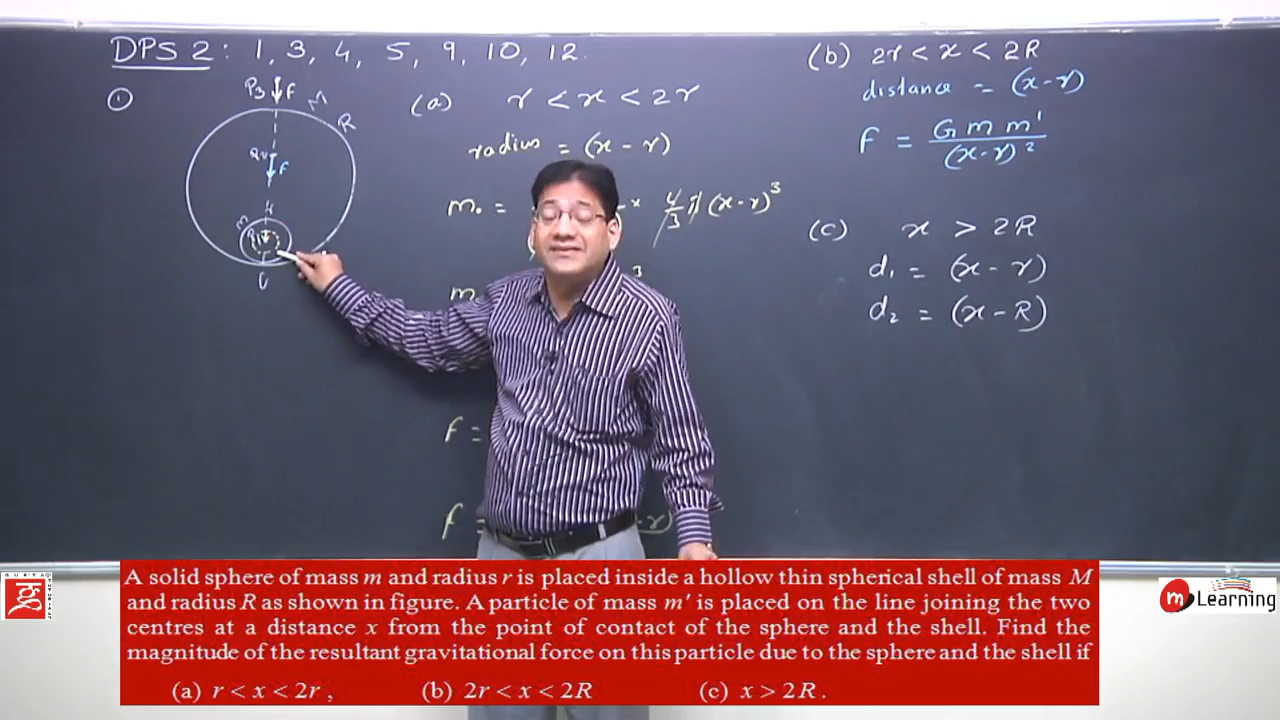 DPS 2 : 1, 3, 4, 5, 9, 10, 12.
①
P3 F M
R
F
m
(a) r < x < 2r
radius = (x - r)
m₀ = × 4/3 π (x - r)³
m 3
f =
f = - r)
(b) 2r < x < 2R
distance = (x - r)
F = G m m' / (x-r)²
(c) x > 2R
d₁ = (x - r)
d₂ = (x - R)
A solid sphere of mass m and radius r is placed inside a hollow thin spherical shell of mass M
and radius R as shown in figure. A particle of mass m′ is placed on the line joining the two
centres at a distance x from the point of contact of the sphere and the shell. Find the
magnitude of the resultant gravitational force on this particle due to the sphere and the shell if
(a) r < x < 2r , (b) 2r < x < 2R (c) x > 2R .
g
m Learning